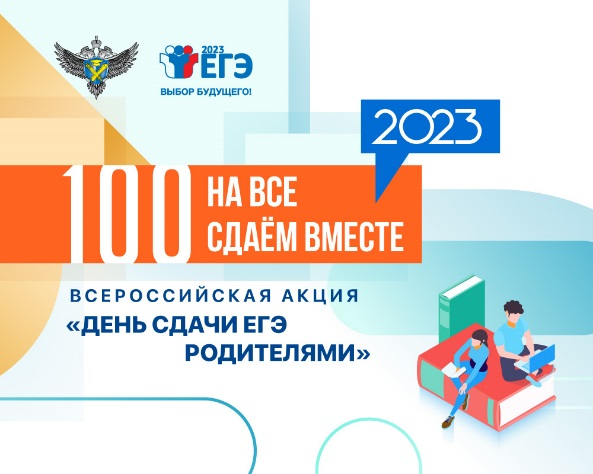 2023
ЕГЭ
ВЫБОР БУДУЩЕГО!
2023
100 НА ВСЕ
СДАЁМ ВМЕСТЕ
ВСЕРОССИЙСКАЯ АКЦИЯ
«ДЕНЬ СДАЧИ ЕГЭ
РОДИТЕЛЯМИ»